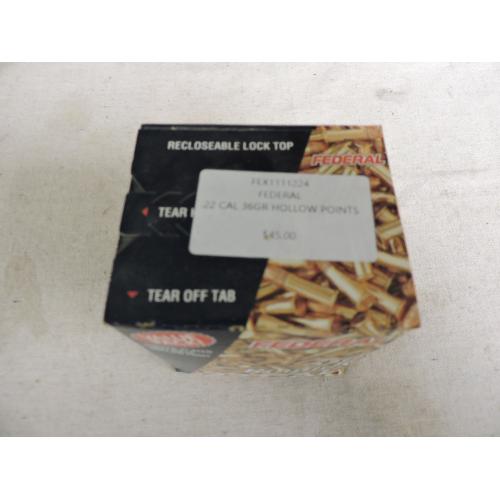 RECLOSEABLE LOCK TOP
FEDERAL
FEX1111224
FEDERAL
.22 CAL 36GR HOLLOW POINTS
$45.00
TEAR
TEAR OFF TAB
FEDERAL